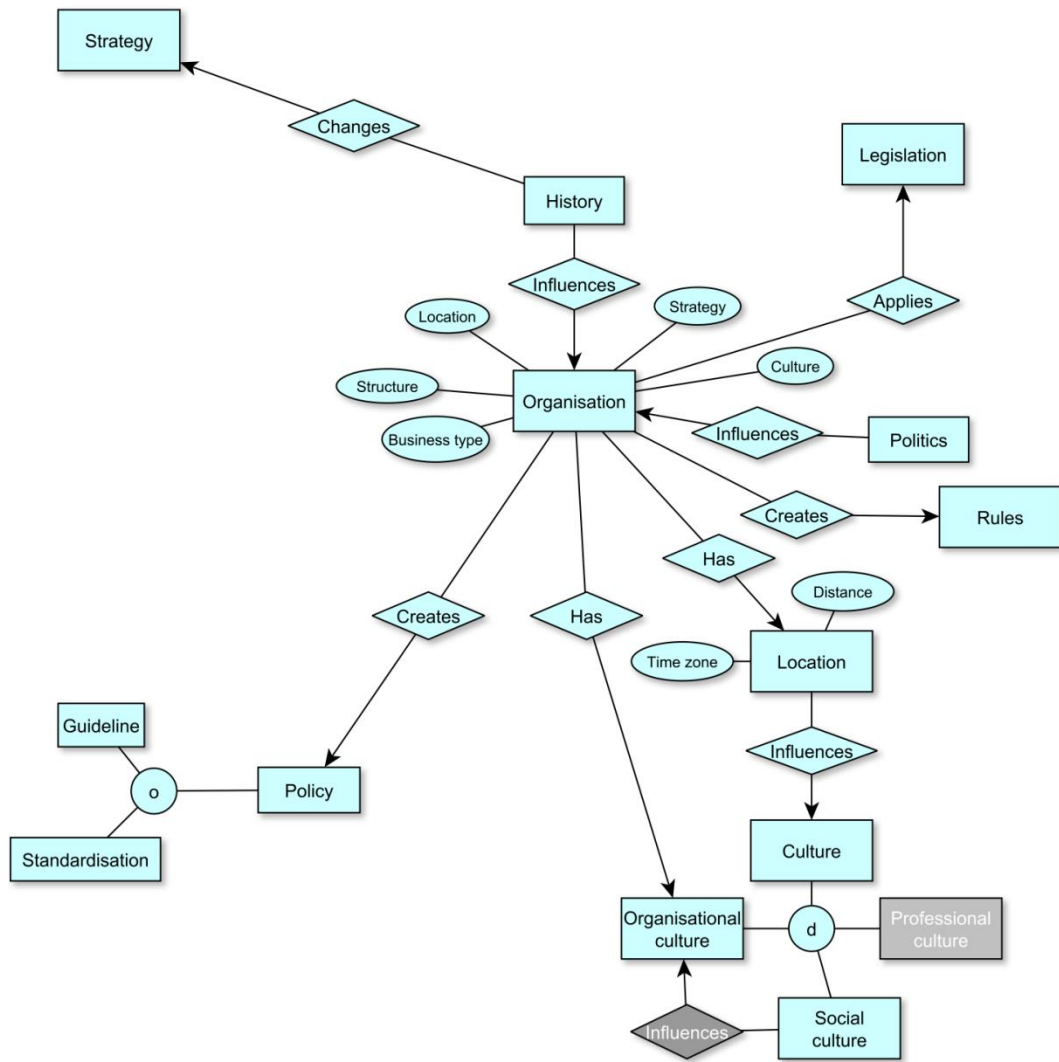 Strategy
Changes
Legislation
History
Influences
Applies
Location
Strategy
Structure
Culture
Organisation
Business type
Influences
Politics
Creates
Rules
Has
Distance
Creates
Has
Time zone
Location
Guideline
Influences
o
Policy
Standardisation
Culture
Organisational
culture
d
Professional
culture
Influences
Social
culture